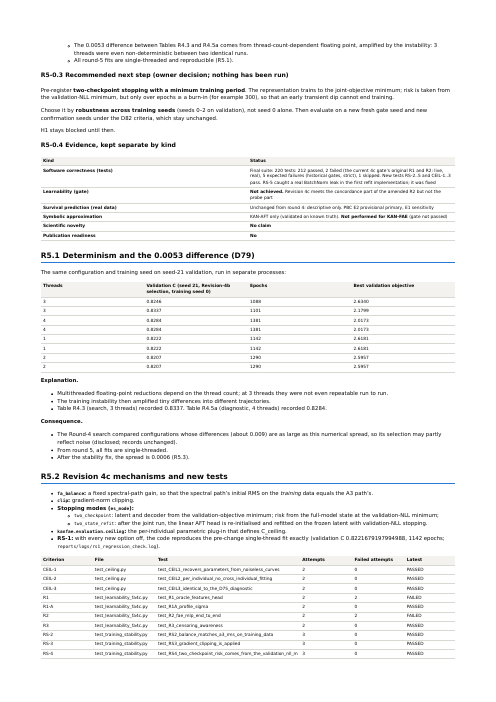 The 0.0053 difference between Tables R4.3 and R4.5a comes from thread-count-dependent floating point, amplified by the instability: 3
threads were even non-deterministic between two identical runs.
All round-5 fits are single-threaded and reproducible (R5.1).
R5-0.3 Recommended next step (owner decision; nothing has been run)
Pre-register two-checkpoint stopping with a minimum training period. The representation trains to the joint-objective minimum; risk is taken
from the validation-NLL minimum, but only over epochs ≥ a burn-in (for example 300), so that an early transient dip cannot end training.
Choose it by robustness across training seeds (seeds 0–2 on validation), not seed 0 alone. Then evaluate on a new fresh gate seed and new
confirmation seeds under the D82 criteria, which stay unchanged.
H1 stays blocked until then.
R5-0.4 Evidence, kept separate by kind
Kind Status
Software correctness (tests) Final suite: 220 tests: 212 passed, 2 failed (the current 4c gate's original R1 and R2: live,
real), 5 expected failures (historical gates, strict), 1 skipped. New tests RS-2..5 and CEIL-1..3
pass. RS-5 caught a real BatchNorm leak in the first refit implementation; it was fixed
Learnability (gate) Not achieved. Revision 4c meets the concordance part of the amended R2 but not the
probe part
Survival prediction (real data) Unchanged from round 4: descriptive only. PBC E2 provisional primary, E1 sensitivity
Symbolic approximation KAN-AFT only (validated on known truth). Not performed for KAN-FAE (gate not passed)
Scientific novelty No claim
Publication readiness No
R5.1 Determinism and the 0.0053 difference (D79)
The same configuration and training seed on seed-21 validation, run in separate processes:
Threads Validation C (seed 21, Revision-4b Epochs Best validation objective
selection, training seed 0)
3 0.8246 1088 2.6340
3 0.8337 1101 2.1799
4 0.8284 1381 2.0173
4 0.8284 1381 2.0173
1 0.8222 1142 2.6181
1 0.8222 1142 2.6181
2 0.8207 1290 2.5957
2 0.8207 1290 2.5957
Explanation.
Multithreaded floating-point reductions depend on the thread count; at 3 threads they were not even repeatable run to run.
The training instability then amplified tiny differences into different trajectories.
Table R4.3 (search, 3 threads) recorded 0.8337. Table R4.5a (diagnostic, 4 threads) recorded 0.8284.
Consequence.
The Round-4 search compared configurations whose differences (about 0.009) are as large as this numerical spread, so its selection may partly
reflect noise (disclosed; records unchanged).
From round 5, all fits are single-threaded.
After the stability fix, the spread is 0.0006 (R5.3).
R5.2 Revision 4c mechanisms and new tests
fa_balance: a fixed spectral-path gain, so that the spectral path's initial RMS on the training data equals the A3 path's.
clip: gradient-norm clipping.
Stopping modes (es_mode):
two_checkpoint: latent and decoder from the validation-objective minimum; risk from the full-model state at the validation-NLL minimum;
two_state_refit: after the joint run, the linear AFT head is re-initialised and refitted on the frozen latent with validation-NLL stopping.
kanfse.evaluation.ceiling: the per-individual parametric plug-in that defines C_ceiling.
RS-1: with every new option off, the code reproduces the pre-change single-thread fit exactly (validation C 0.8221679197994988, 1142 epochs;
reports/logs/rs1_regression_check.log).
Criterion File Test Attempts Failed attempts Latest
CEIL-1 test_ceiling.py test_CEIL1_recovers_parameters_from_noiseless_curves 2 0 PASSED
CEIL-2 test_ceiling.py test_CEIL2_per_individual_no_cross_individual_fitting 2 0 PASSED
CEIL-3 test_ceiling.py test_CEIL3_identical_to_the_D75_diagnostic 2 0 PASSED
R1 test_learnability_fa4c.py test_R1_oracle_features_head 2 2 FAILED
R1-A test_learnability_fa4c.py test_R1A_profile_sigma 2 0 PASSED
R2 test_learnability_fa4c.py test_R2_fae_mlp_end_to_end 2 2 FAILED
R3 test_learnability_fa4c.py test_R3_censoring_awareness 2 0 PASSED
RS-2 test_training_stability.py test_RS2_balance_matches_a3_rms_on_training_data 3 0 PASSED
RS-3 test_training_stability.py test_RS3_gradient_clipping_is_applied 3 0 PASSED
RS-4 test_training_stability.py test_RS4_two_checkpoint_risk_comes_from_the_validation_nll_m 3 0 PASSED